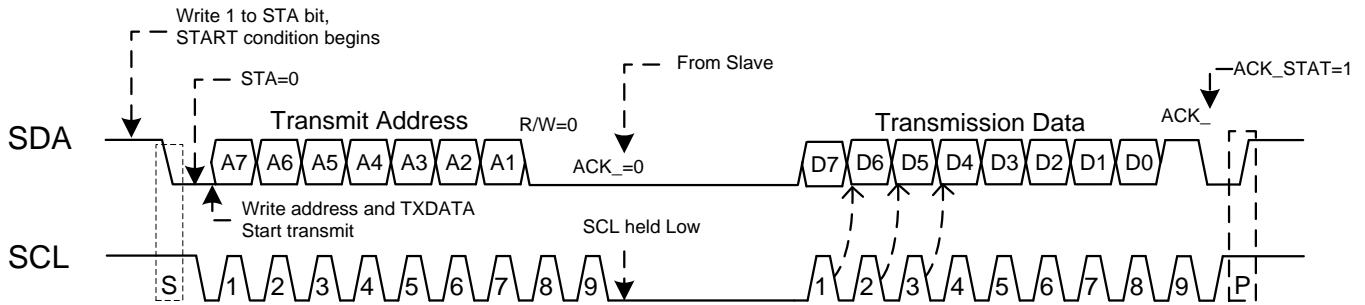 Write 1 to STA bit,
START condition begins
STA=0
From Slave
ACK_STAT=1
Transmit Address
R/W=0
Transmission Data
ACK_
SDA
A7 A6 A5 A4 A3 A2 A1
ACK_=0
D7 D6 D5 D4 D3 D2 D1 D0
Write address and TXDATA
Start transmit
SCL held Low
SCL
S 1 2 3 4 5 6 7 8 9 1 2 3 4 5 6 7 8 9 P